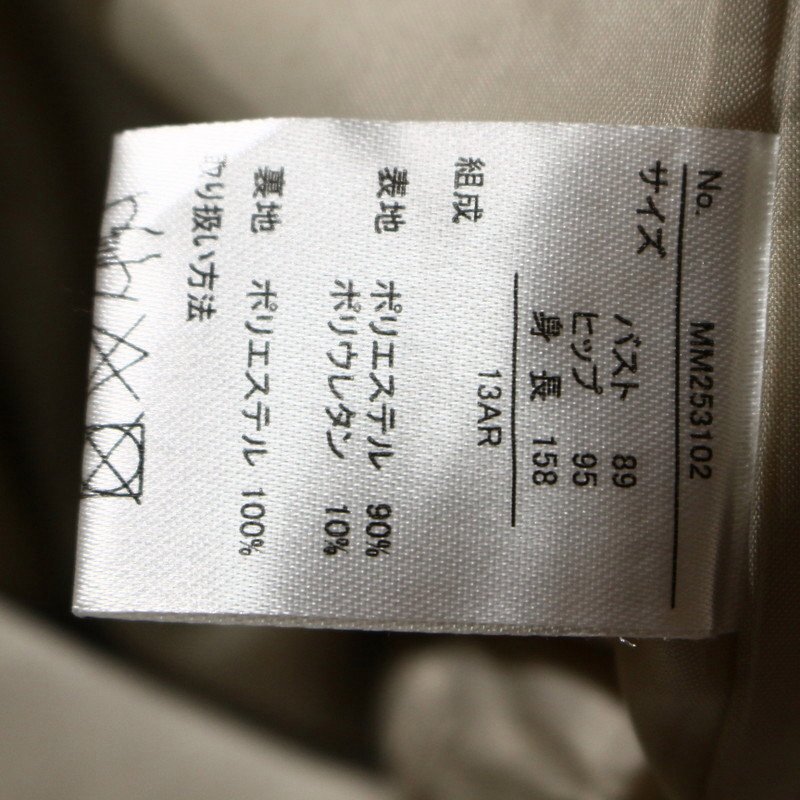 No. MM253102
サイズ
バスト 89
ヒップ 95
身長 158
13AR
組成
表地 ポリエステル 90%
ポリウレタン 10%
裏地 ポリエステル 100%
取り扱い方法